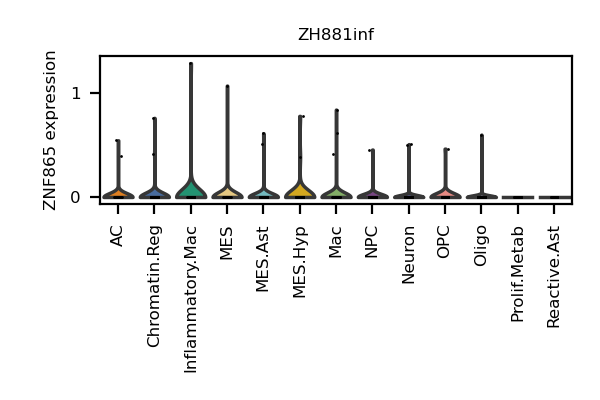 ZH881inf
ZNF865 expression
1
0
AC
Chromatin.Reg
Inflammatory.Mac
MES
MES.Ast
MES.Hyp
Mac
NPC
Neuron
OPC
Oligo
Prolif.Metab
Reactive.Ast